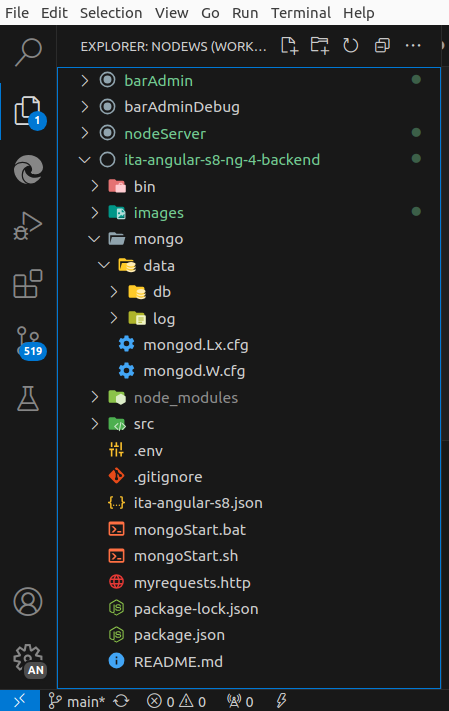 File Edit Selection View Go Run Terminal Help
EXPLORER: NODEWS (WORK...
barAdmin
barAdminDebug
nodeServer
ita-angular-s8-ng-4-backend
bin
images
mongo
data
db
log
mongod.Lx.cfg
mongod.W.cfg
node_modules
src
.env
.gitignore
{..} ita-angular-s8.json
mongoStart.bat
mongoStart.sh
myrequests.http
JS package-lock.json
JS package.json
README.md
1
519
AN
main* 0 0 0